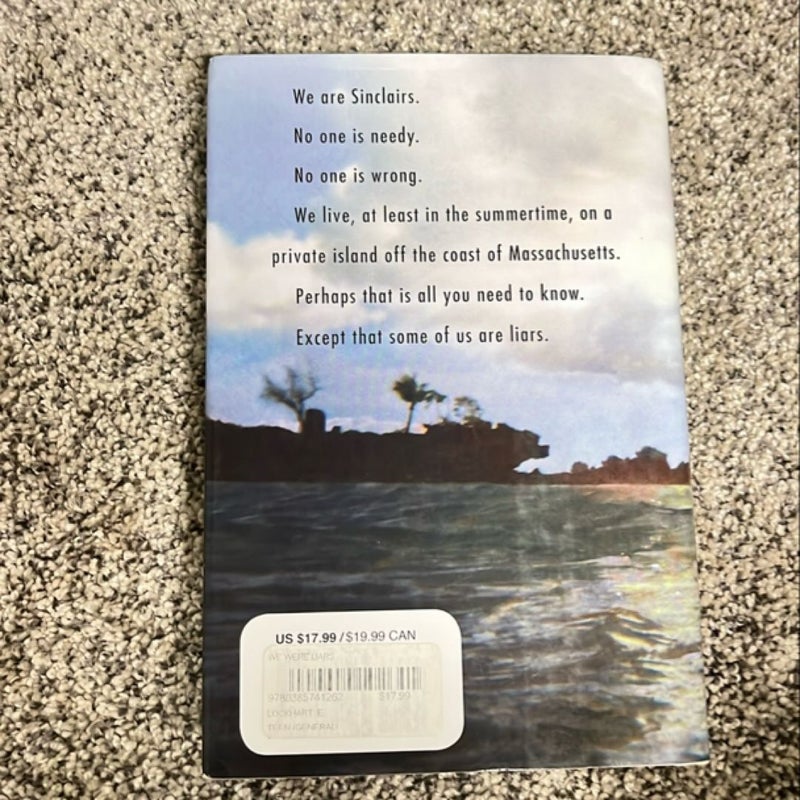 We are Sinclairs.
No one is needy.
No one is wrong.
We live, at least in the summertime, on a
private island off the coast of Massachusetts.
Perhaps that is all you need to know.
Except that some of us are liars.
US $17.99 / $19.99 CAN
WE WERE LIARS
9780385741262 $17.99
LOCKHART, E.
TEEN (GENERAL)